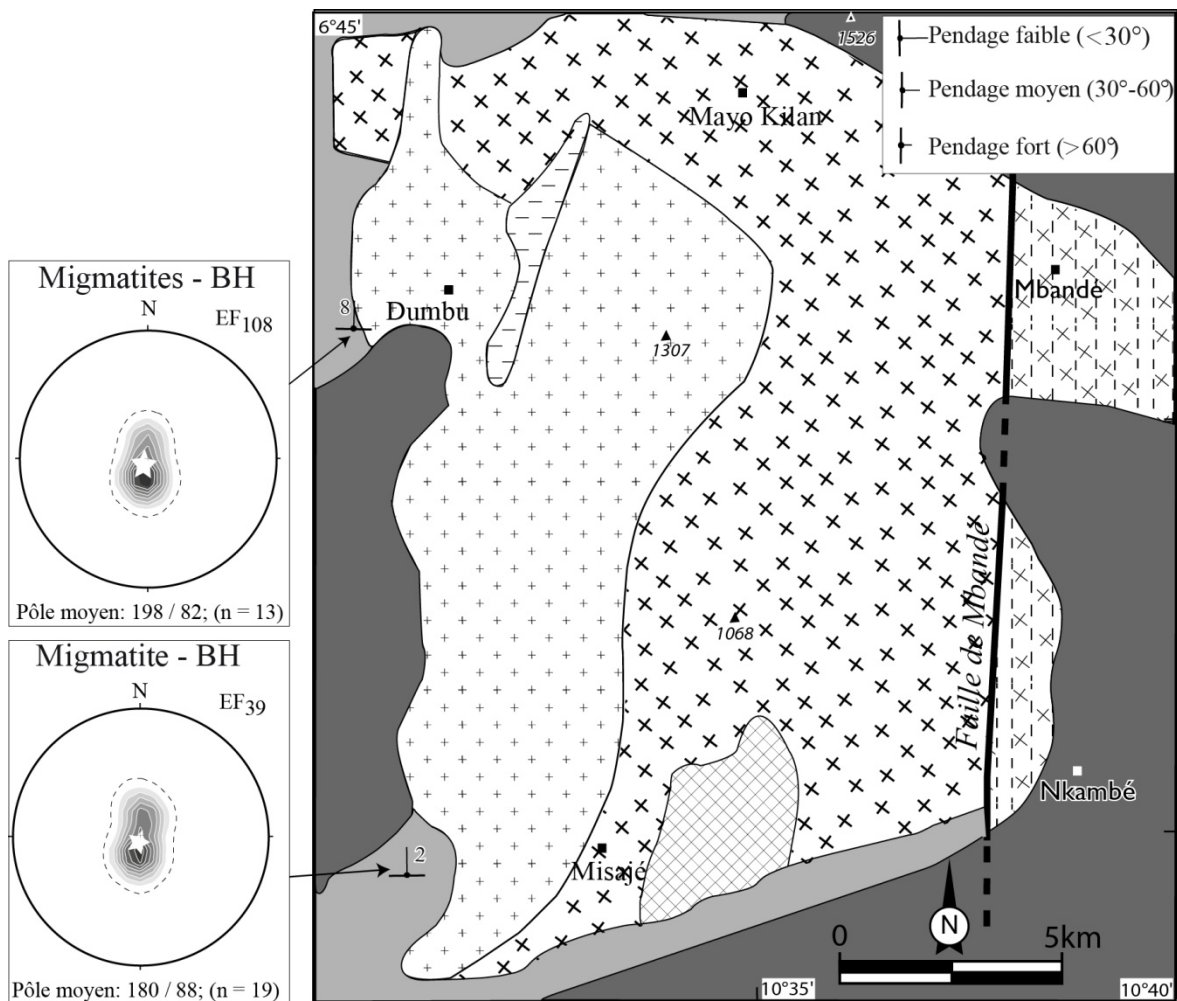 Migmatites - BH
N
EF108
Pôle moyen: 198 / 82; (n = 13)
Migmatite - BH
N
EF39
Pôle moyen: 180 / 88; (n = 19)
6°45'
1526
Pendage faible (<30°)
Pendage moyen (30°-60°)
Pendage fort (>60°)
Mayo Kilan
Mbandé
8
Dumbu
1307
1068
Faille de Mbandé
Nkambé
2
Misajé
N
0
5km
10°35'
10°40'